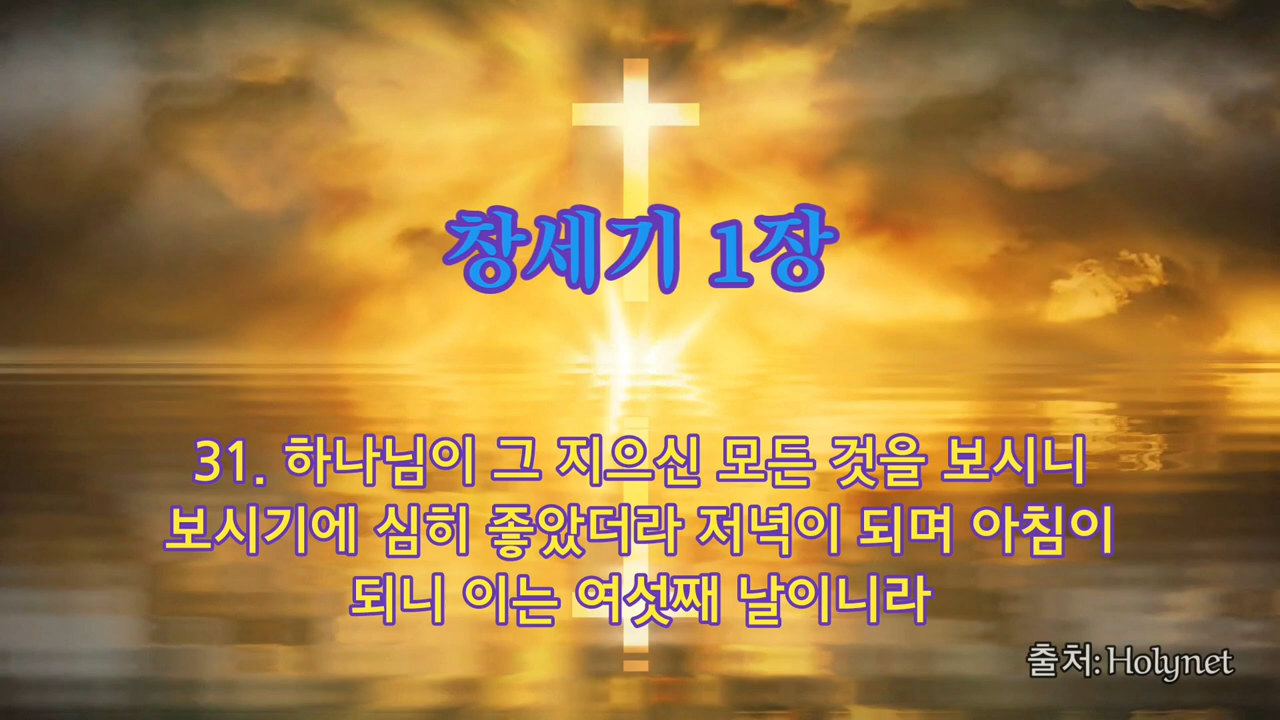 창세기 1장
31. 하나님이 그 지으신 모든 것을 보시니
보시기에 심히 좋았더라 저녁이 되며 아침이
되니 이는 여섯째 날이니라
출처: Holynet